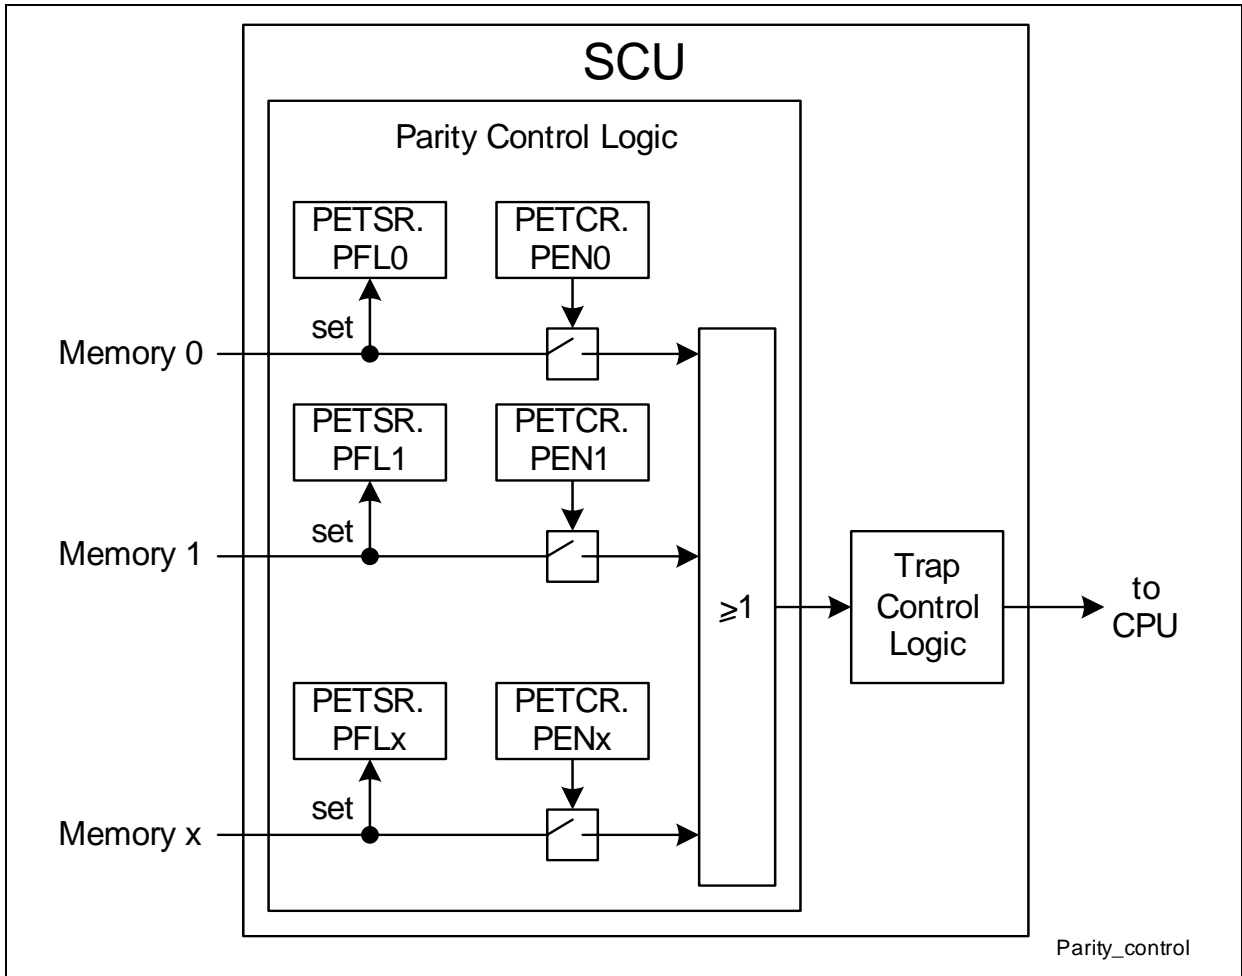 SCU
Parity Control Logic
PETSR.
PFL0
PETCR.
PEN0
set
Memory 0
PETSR.
PFL1
PETCR.
PEN1
set
Memory 1
≥1
Trap
Control
Logic
to
CPU
PETSR.
PFLx
PETCR.
PENx
set
Memory x
Parity_control